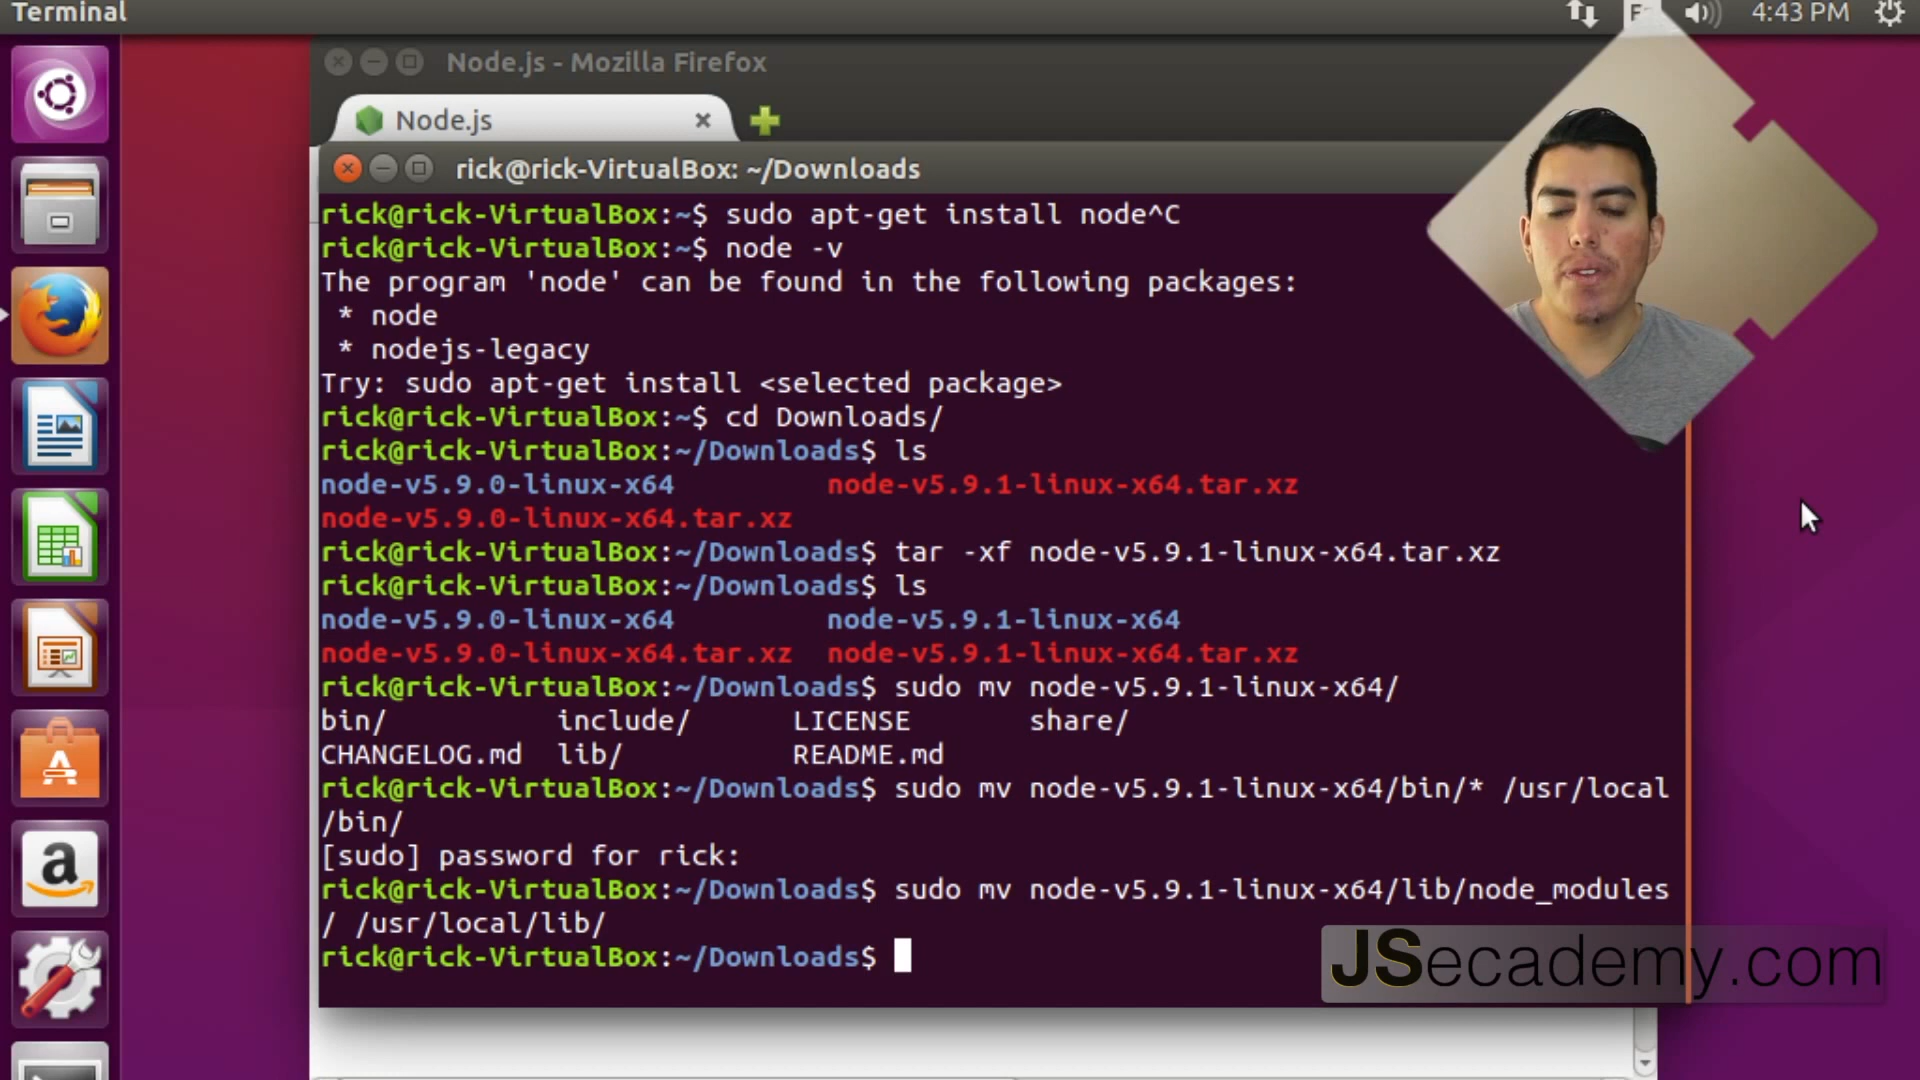 Terminal
4:43 PM
Node.js - Mozilla Firefox
Node.js
rick@rick-VirtualBox: ~/Downloads
rick@rick-VirtualBox:~$ sudo apt-get install node^C
rick@rick-VirtualBox:~$ node -v
The program 'node' can be found in the following packages:
* node
* nodejs-legacy
Try: sudo apt-get install <selected package>
rick@rick-VirtualBox:~$ cd Downloads/
rick@rick-VirtualBox:~/Downloads$ ls
node-v5.9.0-linux-x64 node-v5.9.1-linux-x64.tar.xz
node-v5.9.0-linux-x64.tar.xz
rick@rick-VirtualBox:~/Downloads$ tar -xf node-v5.9.1-linux-x64.tar.xz
rick@rick-VirtualBox:~/Downloads$ ls
node-v5.9.0-linux-x64 node-v5.9.1-linux-x64
node-v5.9.0-linux-x64.tar.xz node-v5.9.1-linux-x64.tar.xz
rick@rick-VirtualBox:~/Downloads$ sudo mv node-v5.9.1-linux-x64/
bin/ include/ LICENSE share/
CHANGELOG.md lib/ README.md
rick@rick-VirtualBox:~/Downloads$ sudo mv node-v5.9.1-linux-x64/bin/* /usr/local
/bin/
[sudo] password for rick:
rick@rick-VirtualBox:~/Downloads$ sudo mv node-v5.9.1-linux-x64/lib/node_modules
/ /usr/local/lib/
rick@rick-VirtualBox:~/Downloads$
JSecademy.com